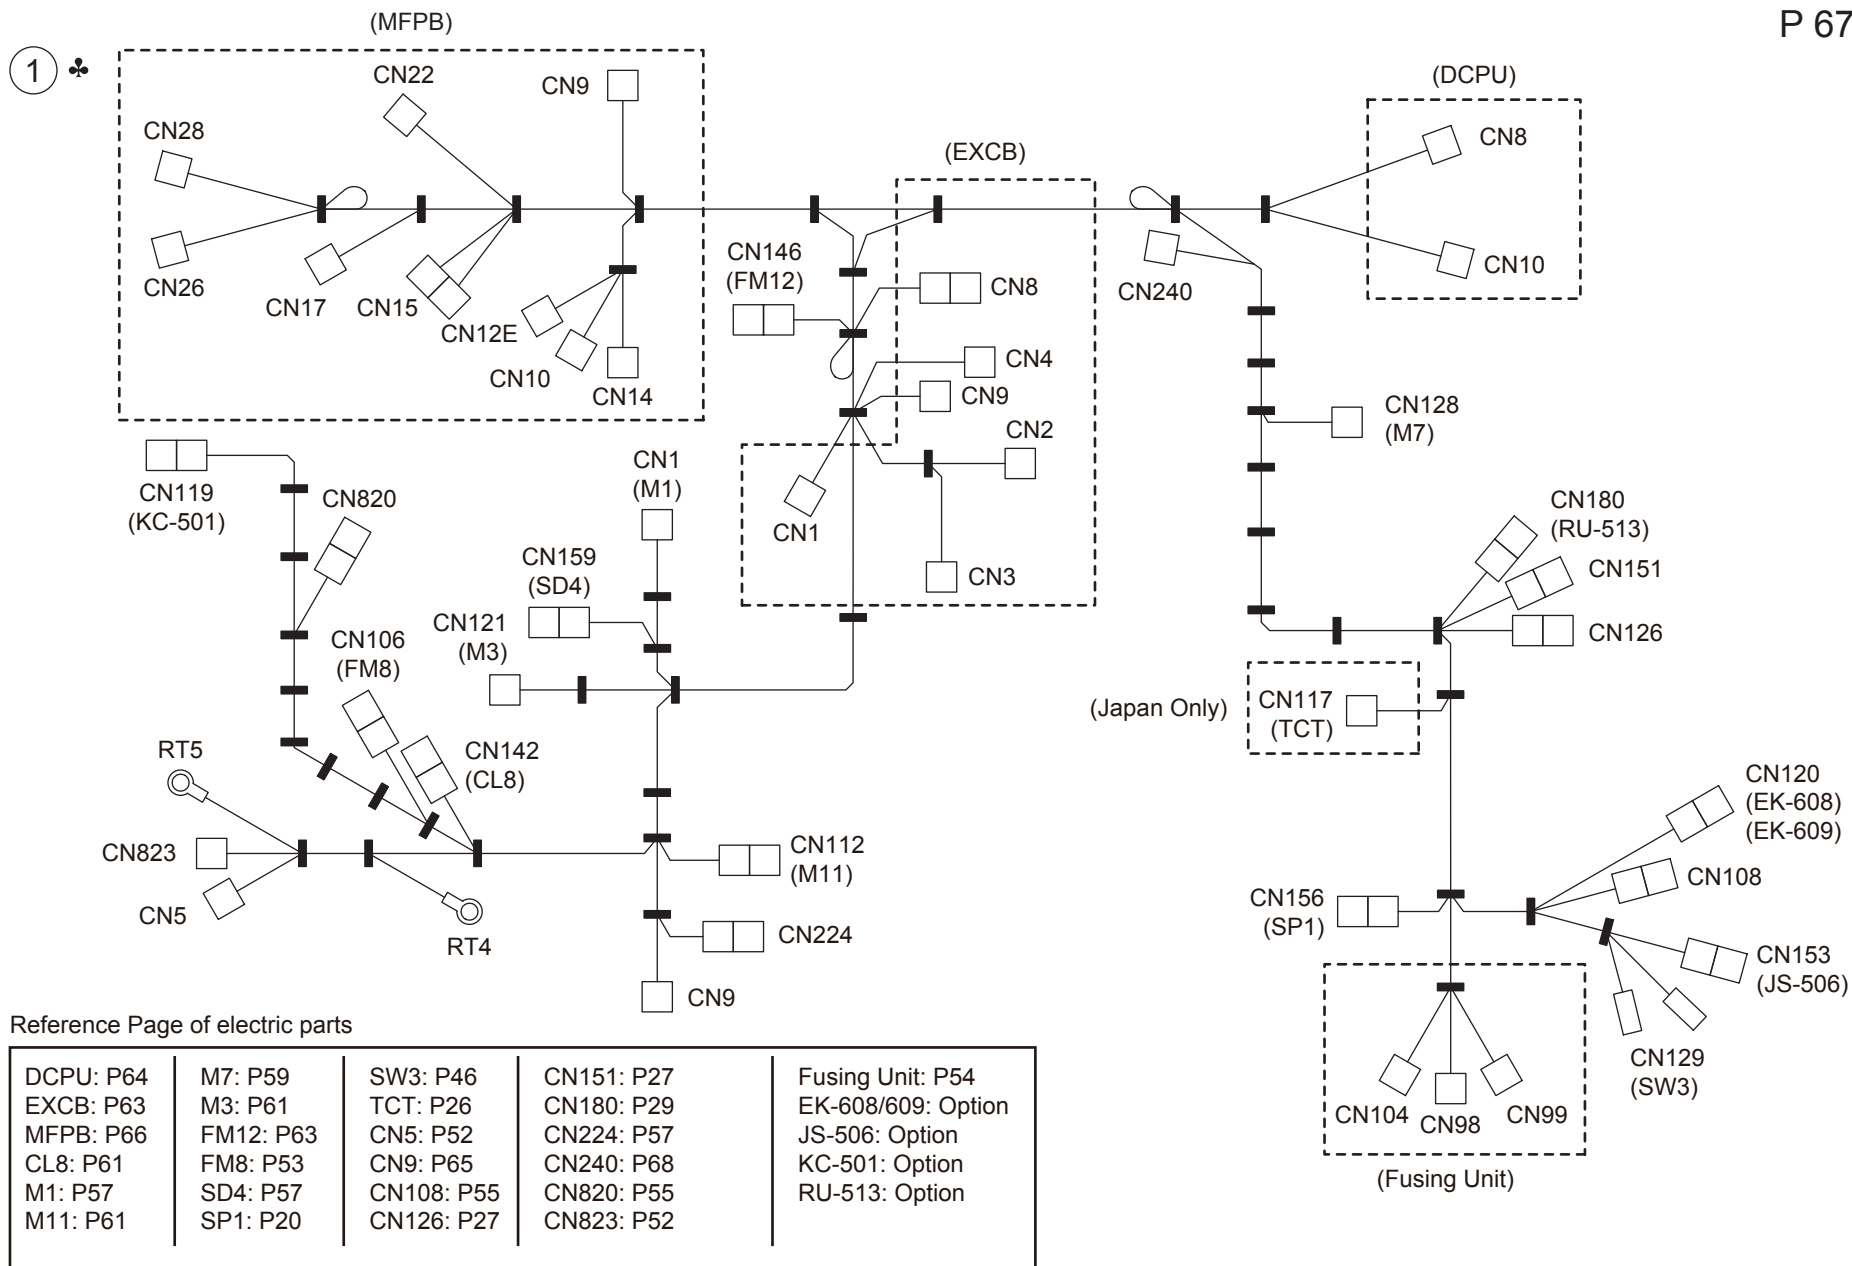 P 67
1 ♣
(MFPB)
CN28
CN22
CN9
CN26
CN17
CN15
CN12E
CN10
CN14
(EXCB)
(DCPU)
CN8
CN10
CN146
(FM12)
CN8
CN4
CN9
CN2
CN1
CN3
CN240
CN128
(M7)
CN119
(KC-501)
CN820
CN1
(M1)
CN159
(SD4)
CN121
(M3)
CN106
(FM8)
CN142
(CL8)
RT5
CN823
CN5
RT4
CN112
(M11)
CN224
CN9
CN180
(RU-513)
CN151
CN126
(Japan Only)
CN117
(TCT)
CN120
(EK-608)
(EK-609)
CN108
CN156
(SP1)
CN153
(JS-506)
CN129
(SW3)
CN104
CN98
CN99
(Fusing Unit)
Reference Page of electric parts
DCPU: P64
EXCB: P63
MFPB: P66
CL8: P61
M1: P57
M11: P61
M7: P59
M3: P61
FM12: P63
FM8: P53
SD4: P57
SP1: P20
SW3: P46
TCT: P26
CN5: P52
CN9: P65
CN108: P55
CN126: P27
CN151: P27
CN180: P29
CN224: P57
CN240: P68
CN820: P55
CN823: P52
Fusing Unit: P54
EK-608/609: Option
JS-506: Option
KC-501: Option
RU-513: Option